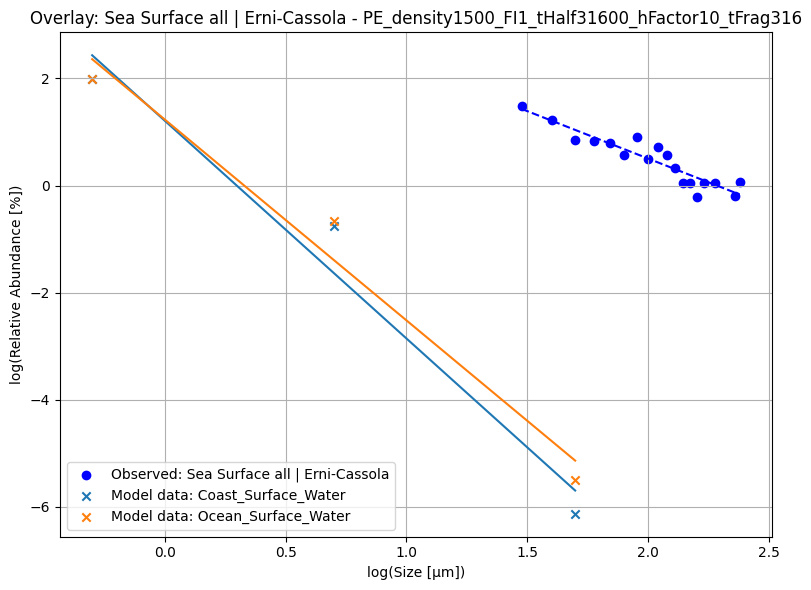 Overlay: Sea Surface all | Erni-Cassola - PE_density1500_FI1_tHalf31600_hFactor10_tFrag316
log(Relative Abundance [%])
2
0
−2
−4
−6
Observed: Sea Surface all | Erni-Cassola
Model data: Coast_Surface_Water
Model data: Ocean_Surface_Water
0.0 0.5 1.0 1.5 2.0 2.5
log(Size [μm])